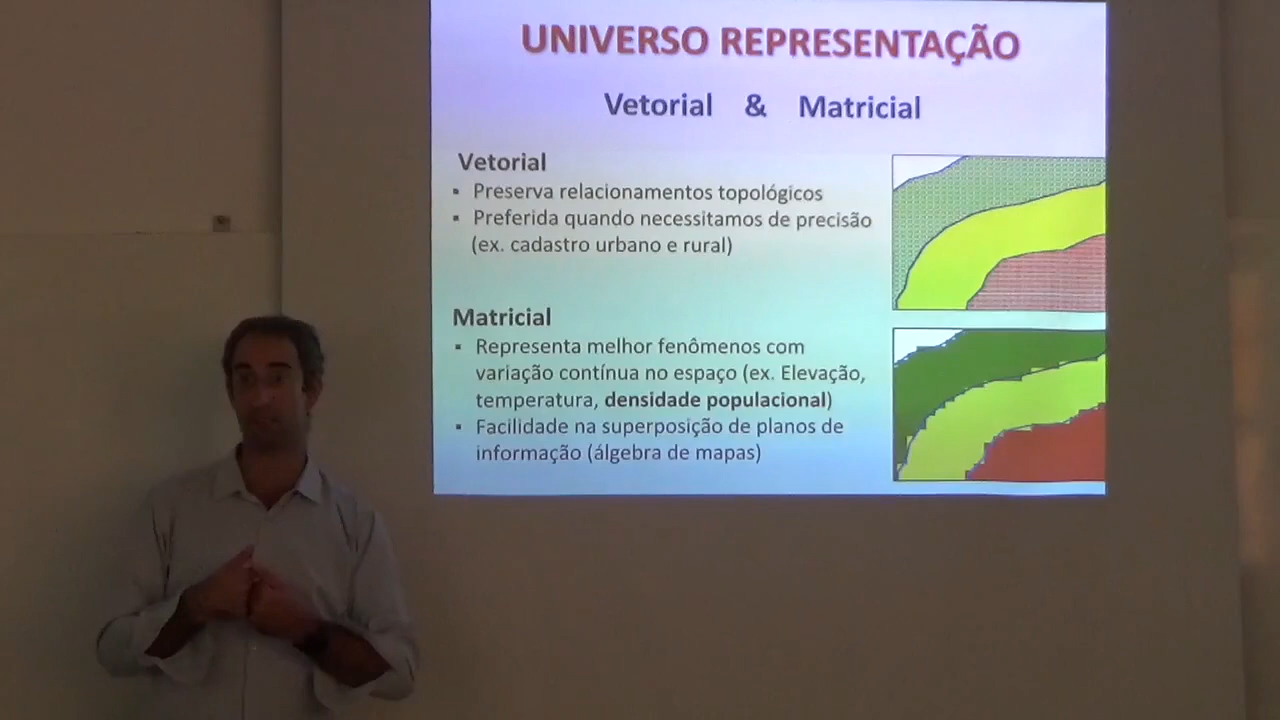 UNIVERSO REPRESENTAÇÃO
Vetorial & Matricial
Vetorial
▪ Preserva relacionamentos topológicos
▪ Preferida quando necessitamos de precisão
(ex. cadastro urbano e rural)
Matricial
▪ Representa melhor fenômenos com
variação contínua no espaço (ex. Elevação,
temperatura, densidade populacional)
▪ Facilidade na superposição de planos de
informação (álgebra de mapas)